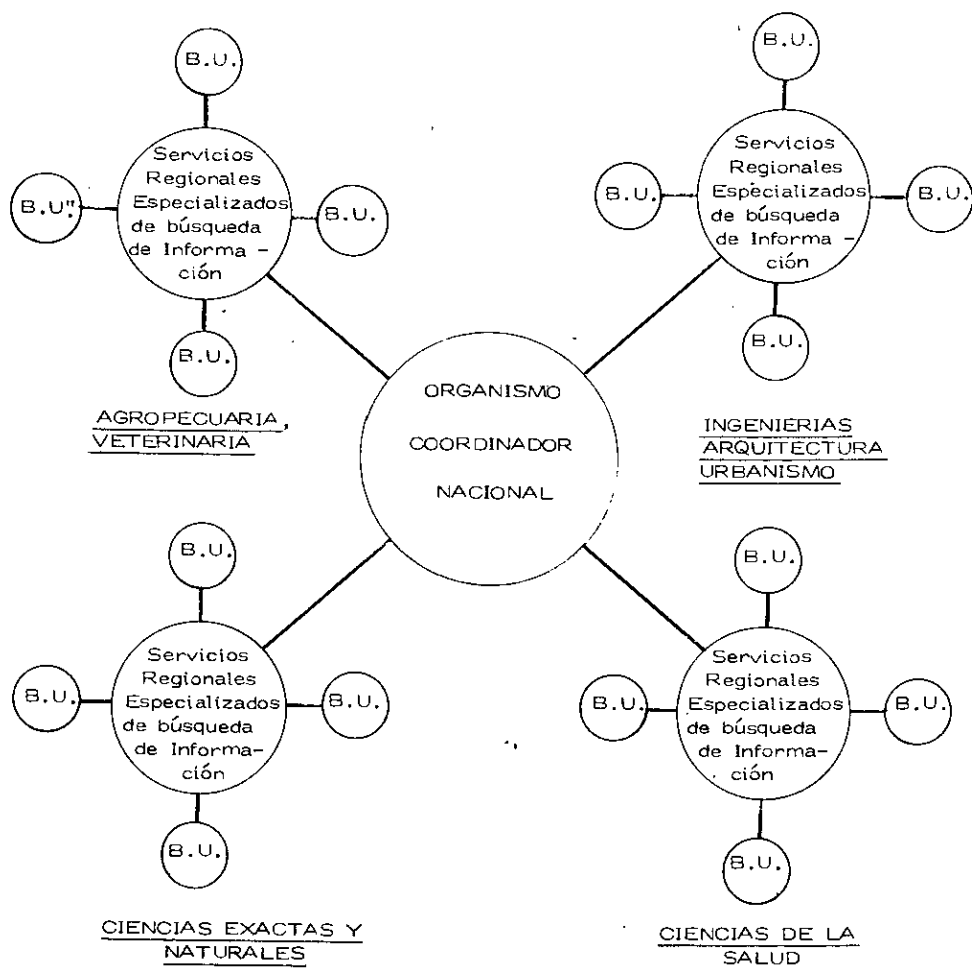 B.U.
Servicios
Regionales
Especializados
de búsqueda
de Informa -
ción
B.U".
B.U.
B.U.
AGROPECUARIA,
VETERINARIA
B.U.
Servicios
Regionales
Especializados
de búsqueda
de Informa -
ción
B.U.
B.U.
B.U.
INGENIERIAS
ARQUITECTURA
URBANISMO
ORGANISMO
COORDINADOR
NACIONAL
B.U.
Servicios
Regionales
Especializados
de búsqueda
de Informa-
ción
B.U.
B.U.
B.U.
CIENCIAS EXACTAS Y
NATURALES
B.U.
Servicios
Regionales
Especializados
de búsqueda
de Informa-
ción
B.U.
B.U.
B.U.
CIENCIAS DE LA
SALUD